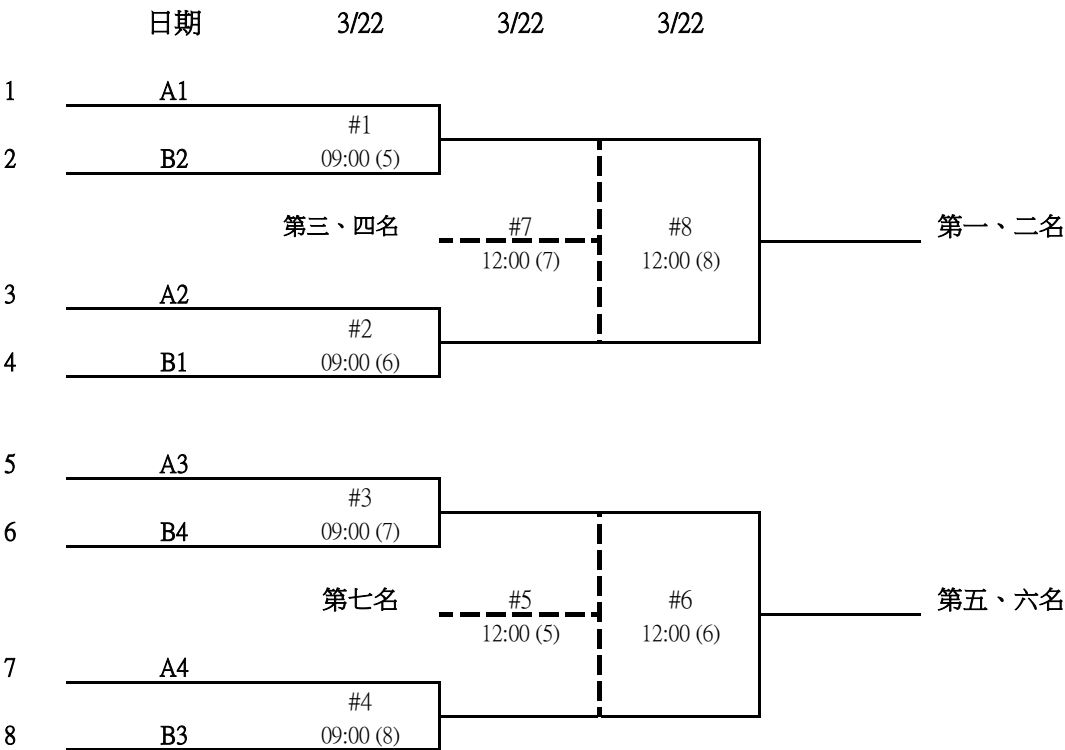 日期 3/22 3/22 3/22
1 A1
#1
2 B2 09:00 (5)
第三、四名 #7 #8 第一、二名
12:00 (7) 12:00 (8)
3 A2
#2
4 B1 09:00 (6)
5 A3
#3
6 B4 09:00 (7)
第七名 #5 #6 第五、六名
12:00 (5) 12:00 (6)
7 A4
#4
8 B3 09:00 (8)